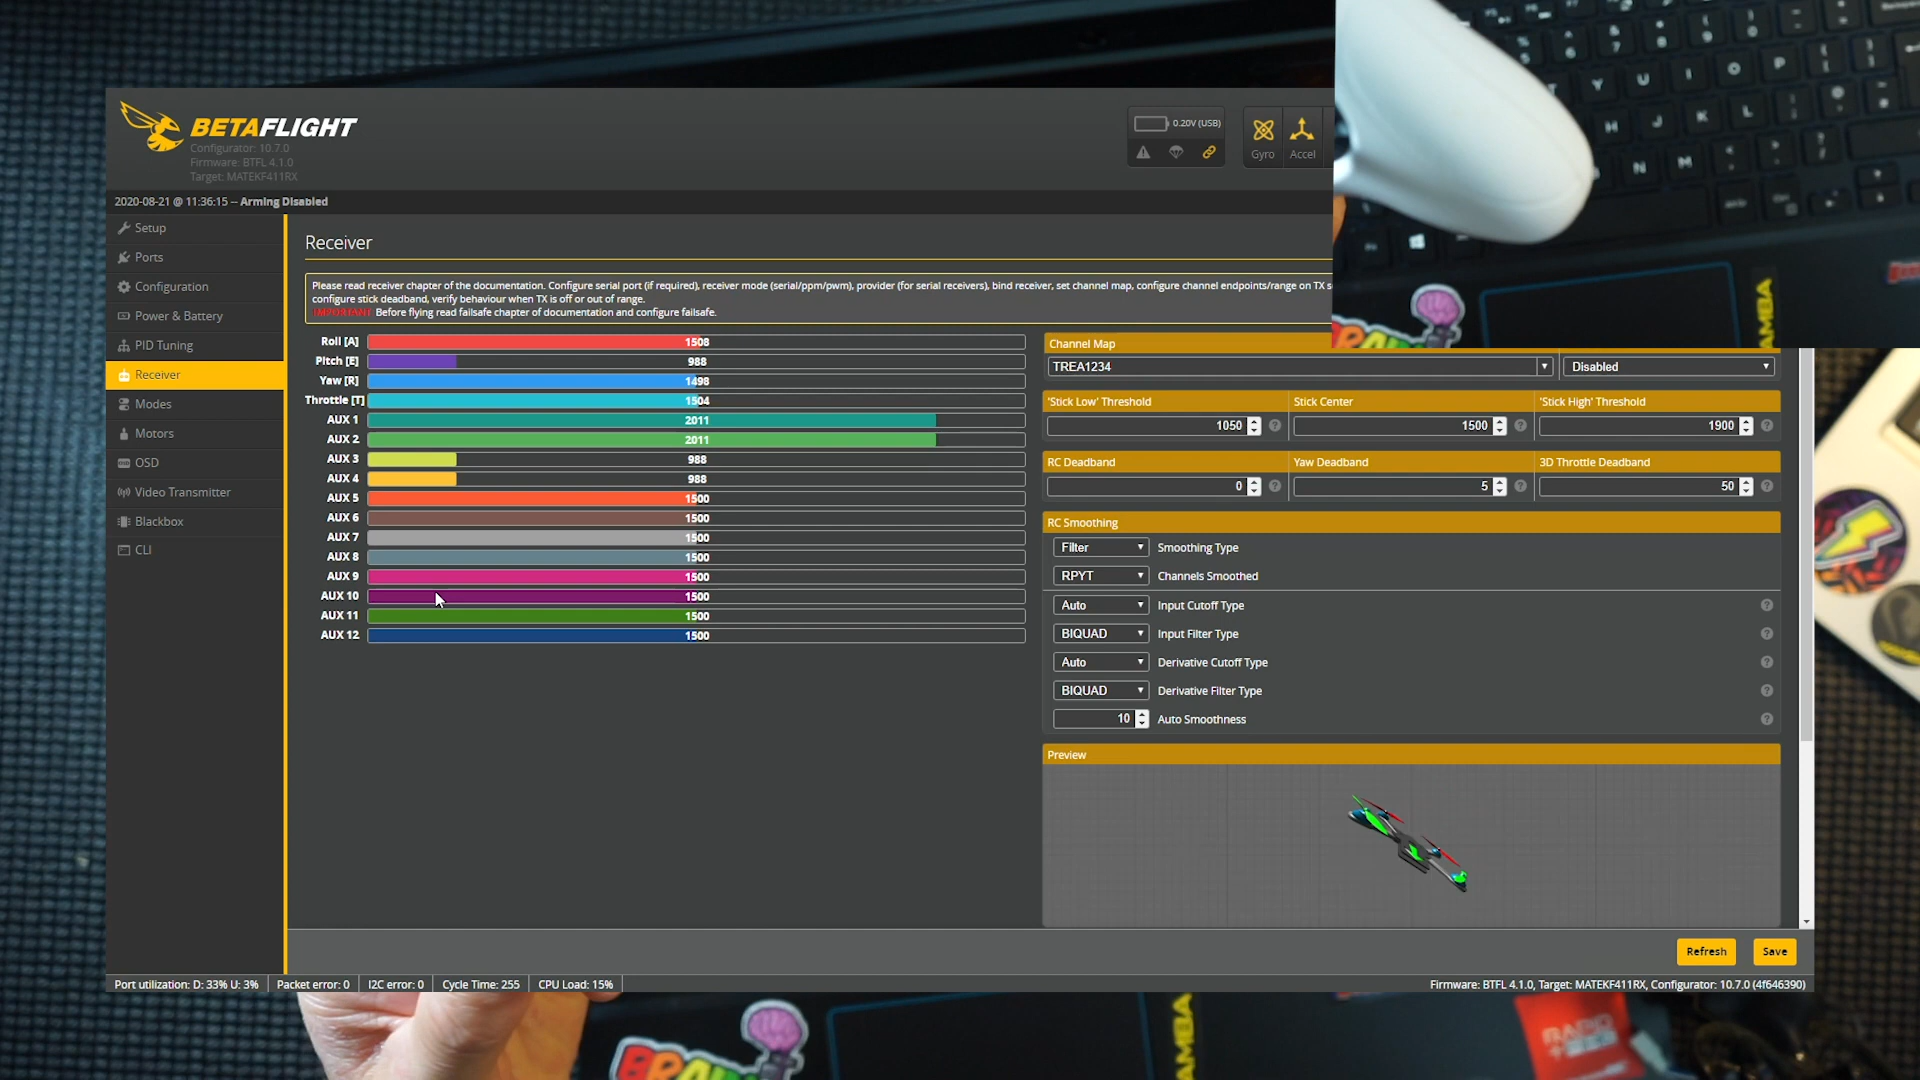 BETAFLIGHT
Configurator: 10.7.0
Firmware: BTFL 4.1.0
Target: MATEKF411RX
0.20V (USB)
Gyro
Accel
2020-08-21 @ 11:36:15 -- Arming Disabled
Setup
Ports
Configuration
Power & Battery
PID Tuning
Receiver
Modes
Motors
OSD
Video Transmitter
Blackbox
CLI
Receiver
Please read receiver chapter of the documentation. Configure serial port (if required), receiver mode (serial/ppm/pwm), provider (for serial receivers), bind receiver, set channel map, configure channel endpoints/range on TX
configure stick deadband, verify behaviour when TX is off or out of range.
IMPORTANT: Before flying read failsafe chapter of documentation and configure failsafe.
Roll [A] 1508
Pitch [E] 988
Yaw [R] 1498
Throttle [T] 1504
AUX 1 2011
AUX 2 2011
AUX 3 988
AUX 4 988
AUX 5 1500
AUX 6 1500
AUX 7 1500
AUX 8 1500
AUX 9 1500
AUX 10 1500
AUX 11 1500
AUX 12 1500
Channel Map
TREA1234
Disabled
'Stick Low' Threshold
Stick Center
'Stick High' Threshold
1050
1500
1900
RC Deadband
Yaw Deadband
3D Throttle Deadband
0
5
50
RC Smoothing
Filter Smoothing Type
RPYT Channels Smoothed
Auto Input Cutoff Type
BIQUAD Input Filter Type
Auto Derivative Cutoff Type
BIQUAD Derivative Filter Type
10 Auto Smoothness
Preview
Refresh
Save
Port utilization: D: 33% U: 3%
Packet error: 0
I2C error: 0
Cycle Time: 255
CPU Load: 15%
Firmware: BTFL 4.1.0, Target: MATEKF411RX, Configurator: 10.7.0 (4f646390)